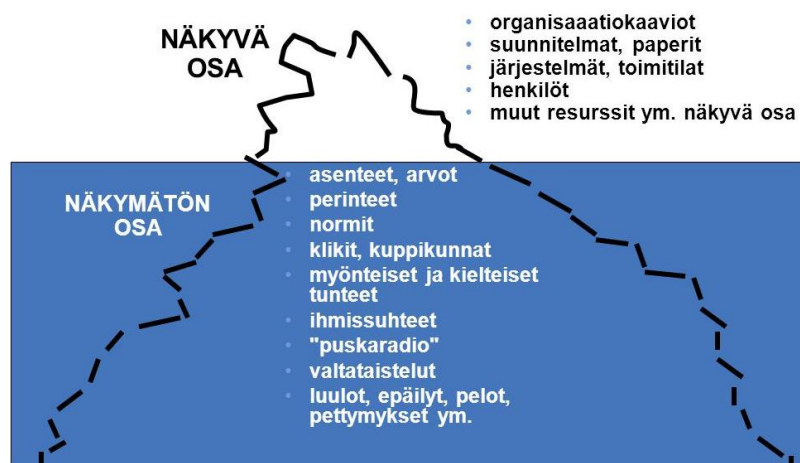 NÄKYVÄ
OSA
organisaaatiokaaviot
suunnitelmat, paperit
järjestelmät, toimitilat
henkilöt
muut resurssit ym. näkyvä osa
NÄKYMÄTÖN
OSA
asenteet, arvot
perinteet
normit
klikit, kuppikunnat
myönteiset ja kielteiset
tunteet
ihmissuhteet
"puskaradio"
valtataistelut
luulot, epäilyt, pelot,
pettymykset ym.